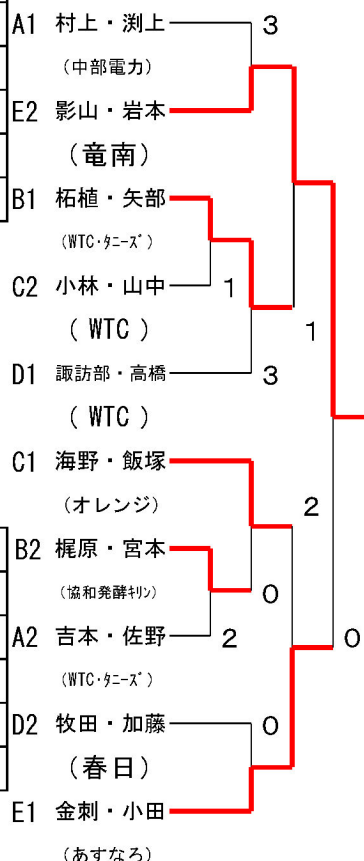 A1 村上・渕上 3
(中部電力)
E2 影山・岩本
(竜南)
B1 柘植・矢部
(WTC・タニーズ)
C2 小林・山中 1
(WTC) 1
D1 諏訪部・高橋 3
(WTC)
C1 海野・飯塚
(オレンジ) 2
B2 梶原・宮本
(協和発酵キリン) 0
A2 吉本・佐野 2 0
(WTC・タニーズ)
D2 牧田・加藤 0
(春日)
E1 金刺・小田
(あすなろ)